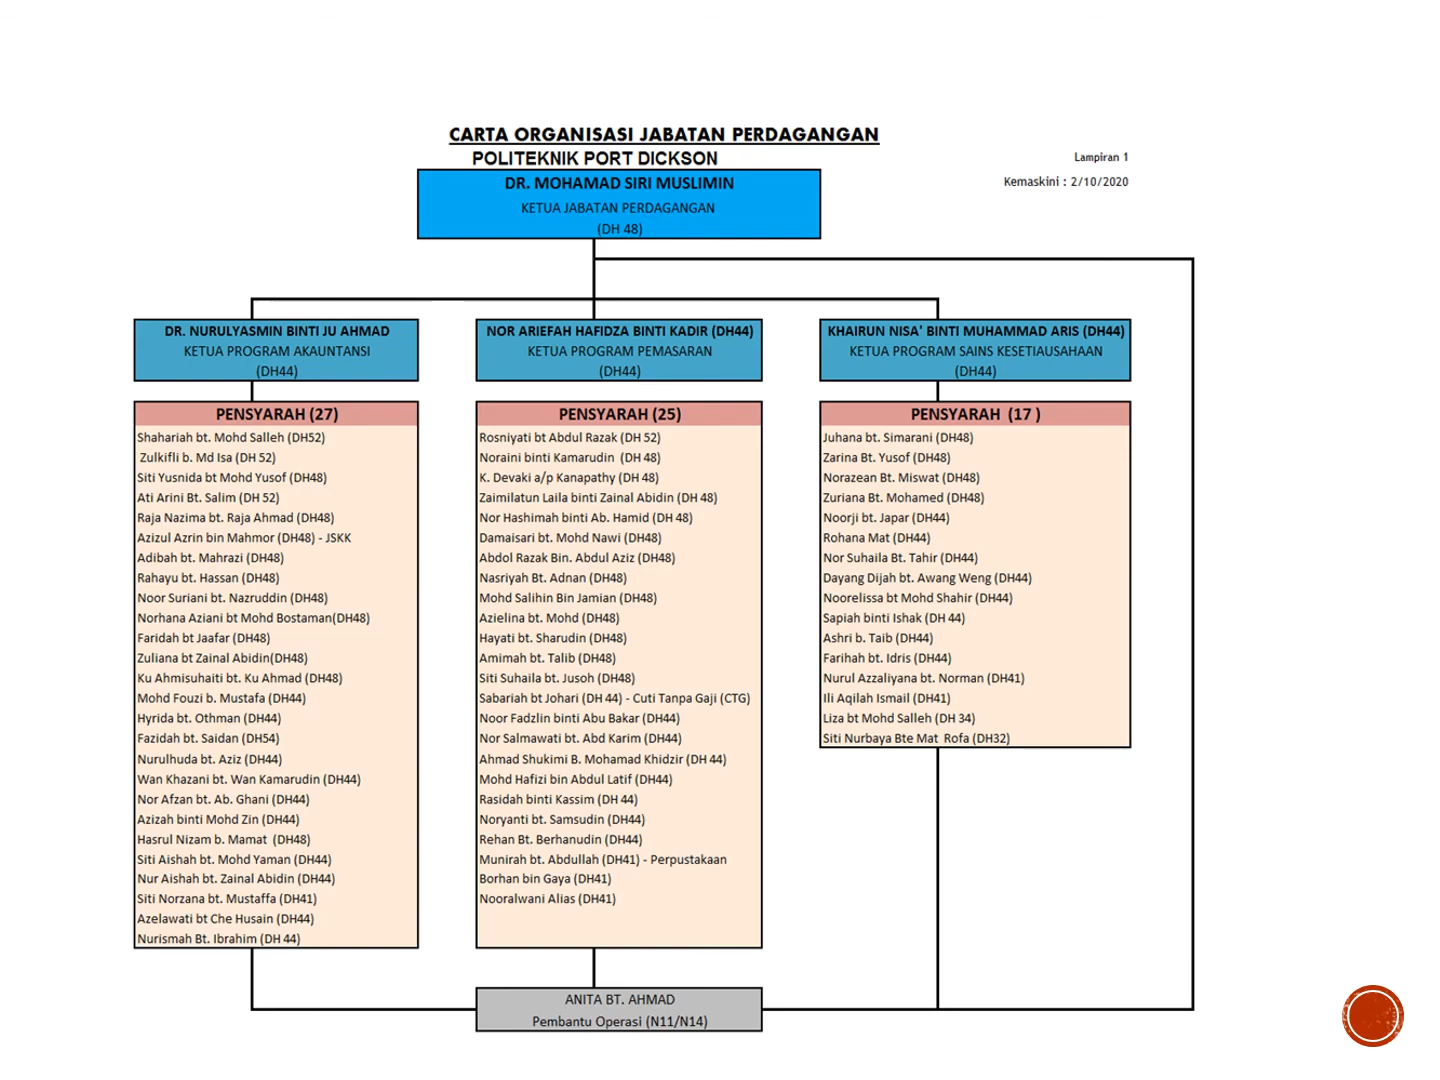 CARTA ORGANISASI JABATAN PERDAGANGAN
POLITEKNIK PORT DICKSON
Lampiran 1
Kemaskini : 2/10/2020
DR. MOHAMAD SIRI MUSLIMIN
KETUA JABATAN PERDAGANGAN
(DH 48)
DR. NURULYASMIN BINTI JU AHMAD
KETUA PROGRAM AKAUNTANSI
(DH44)
NOR ARIEFAH HAFIDZA BINTI KADIR (DH44)
KETUA PROGRAM PEMASARAN
(DH44)
KHAIRUN NISA' BINTI MUHAMMAD ARIS (DH44)
KETUA PROGRAM SAINS KESETIAUSAHAAN
(DH44)
PENSYARAH (27)
Shahariah bt. Mohd Salleh (DH52)
Zulkifli b. Md Isa (DH 52)
Siti Yusnida bt Mohd Yusof (DH48)
Ati Arini Bt. Salim (DH 52)
Raja Nazima bt. Raja Ahmad (DH48)
Azizul Azrin bin Mahmor (DH48) - JSKK
Adibah bt. Mahrazi (DH48)
Rahayu bt. Hassan (DH48)
Noor Suriani bt. Nazruddin (DH48)
Norhana Aziani bt Mohd Bostaman(DH48)
Faridah bt Jaafar (DH48)
Zuliana bt Zainal Abidin(DH48)
Ku Ahmisuhaiti bt. Ku Ahmad (DH48)
Mohd Fouzi b. Mustafa (DH44)
Hyrida bt. Othman (DH44)
Fazidah bt. Saidan (DH54)
Nurulhuda bt. Aziz (DH44)
Wan Khazani bt. Wan Kamarudin (DH44)
Nor Afzan bt. Ab. Ghani (DH44)
Azizah binti Mohd Zin (DH44)
Hasrul Nizam b. Mamat (DH48)
Siti Aishah bt. Mohd Yaman (DH44)
Nur Aishah bt. Zainal Abidin (DH44)
Siti Norzana bt. Mustaffa (DH41)
Azelawati bt Che Husain (DH44)
Nurismah Bt. Ibrahim (DH 44)
PENSYARAH (25)
Rosniyati bt Abdul Razak (DH 52)
Noraini binti Kamarudin (DH 48)
K. Devaki a/p Kanapathy (DH 48)
Zaimilatun Laila binti Zainal Abidin (DH 48)
Nor Hashimah binti Ab. Hamid (DH 48)
Damaisari bt. Mohd Nawi (DH48)
Abdol Razak Bin. Abdul Aziz (DH48)
Nasriyah Bt. Adnan (DH48)
Mohd Salihin Bin Jamian (DH48)
Azielina bt. Mohd (DH48)
Hayati bt. Sharudin (DH48)
Amimah bt. Talib (DH48)
Siti Suhaila bt. Jusoh (DH48)
Sabariah bt Johari (DH 44) - Cuti Tanpa Gaji (CTG)
Noor Fadzlin binti Abu Bakar (DH44)
Nor Salmawati bt. Abd Karim (DH44)
Ahmad Shukimi B. Mohamad Khidzir (DH 44)
Mohd Hafizi bin Abdul Latif (DH44)
Rasidah binti Kassim (DH 44)
Noryanti bt. Samsudin (DH44)
Rehan Bt. Berhanudin (DH44)
Munirah bt. Abdullah (DH41) - Perpustakaan
Borhan bin Gaya (DH41)
Nooralwani Alias (DH41)
PENSYARAH (17 )
Juhana bt. Simarani (DH48)
Zarina Bt. Yusof (DH48)
Norazean Bt. Miswat (DH48)
Zuriana Bt. Mohamed (DH48)
Noorji bt. Japar (DH44)
Rohana Mat (DH44)
Nor Suhaila Bt. Tahir (DH44)
Dayang Dijah bt. Awang Weng (DH44)
Noorelissa bt Mohd Shahir (DH44)
Sapiah binti Ishak (DH 44)
Ashri b. Taib (DH44)
Farihah bt. Idris (DH44)
Nurul Azzaliyana bt. Norman (DH41)
Ili Aqilah Ismail (DH41)
Liza bt Mohd Salleh (DH 34)
Siti Nurbaya Bte Mat Rofa (DH32)
ANITA BT. AHMAD
Pembantu Operasi (N11/N14)